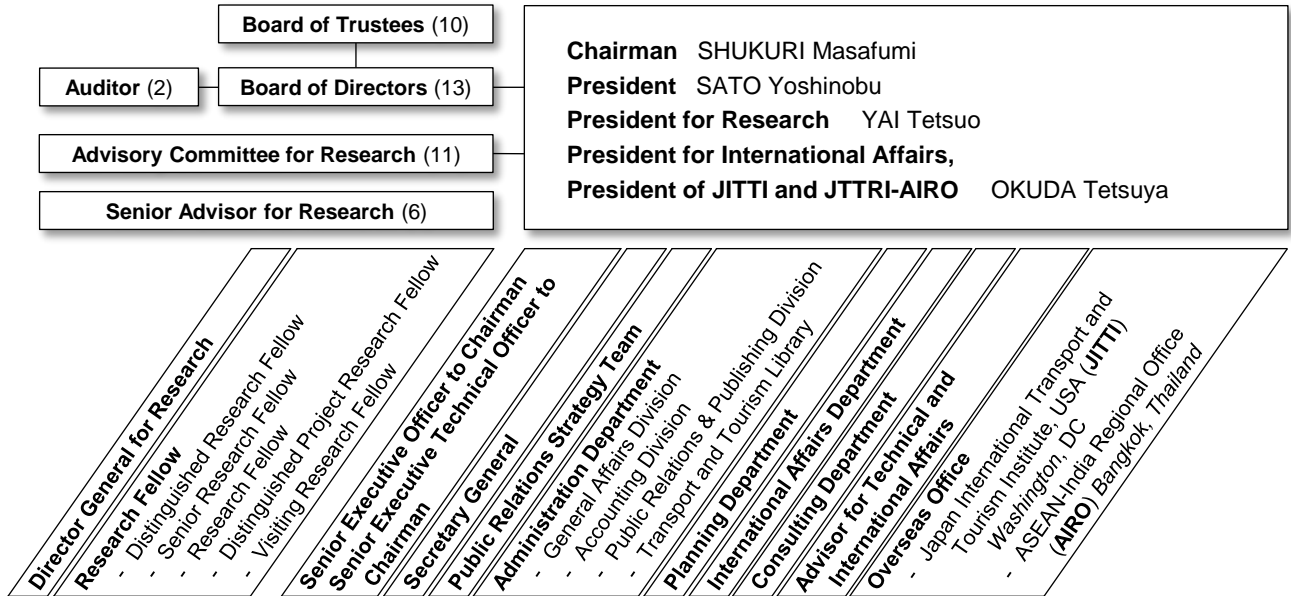 Board of Trustees (10)
Auditor (2)
Board of Directors (13)
Advisory Committee for Research (11)
Senior Advisor for Research (6)
Chairman SHUKURI Masafumi
President SATO Yoshinobu
President for Research YAI Tetsuo
President for International Affairs,
President of JITTI and JTTRI-AIRO OKUDA Tetsuya
Director General for Research
Research Fellow
- Distinguished Research Fellow
- Senior Research Fellow
- Research Fellow
- Distinguished Project Research Fellow
- Visiting Research Fellow
Senior Executive Officer to Chairman
Senior Executive Technical Officer to
Chairman
Secretary General
Public Relations Strategy Team
Administration Department
- General Affairs Division
- Accounting Division
- Public Relations & Publishing Division
- Transport and Tourism Library
Planning Department
International Affairs Department
Consulting Department
Advisor for Technical and
International Affairs
Overseas Office
- Japan International Transport and
Tourism Institute, USA (JITTI)
Washington, DC
- ASEAN-India Regional Office
(AIRO) Bangkok, Thailand